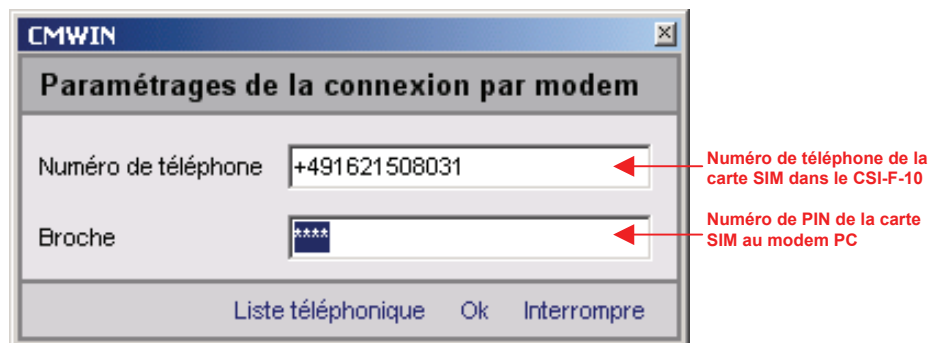 CMWIN
Paramétrages de la connexion par modem
Numéro de téléphone
+491621508031
Numéro de téléphone de la
carte SIM dans le CSI-F-10
Broche
****
Numéro de PIN de la carte
SIM au modem PC
Liste téléphonique Ok Interrompre